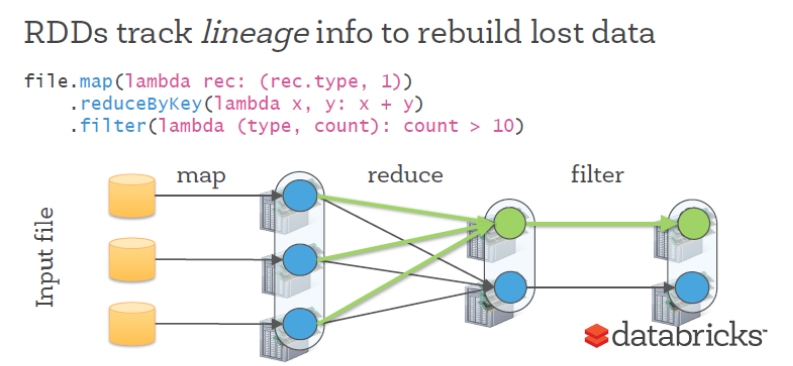 RDDs track lineage info to rebuild lost data
file.map(lambda rec: (rec.type, 1))
.reduceByKey(lambda x, y: x + y)
.filter(lambda (type, count): count > 10)
map
reduce
filter
Input file
databricks